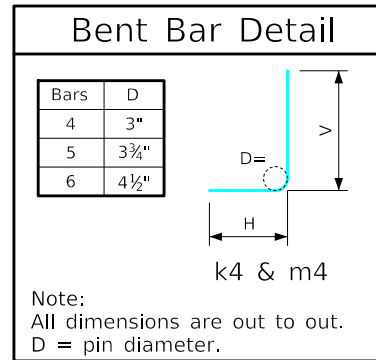 Bent Bar Detail
Bars D
4 3"
5 3¾"
6 4½"
D=
V
H
k4 & m4
Note:
All dimensions are out to out.
D = pin diameter.